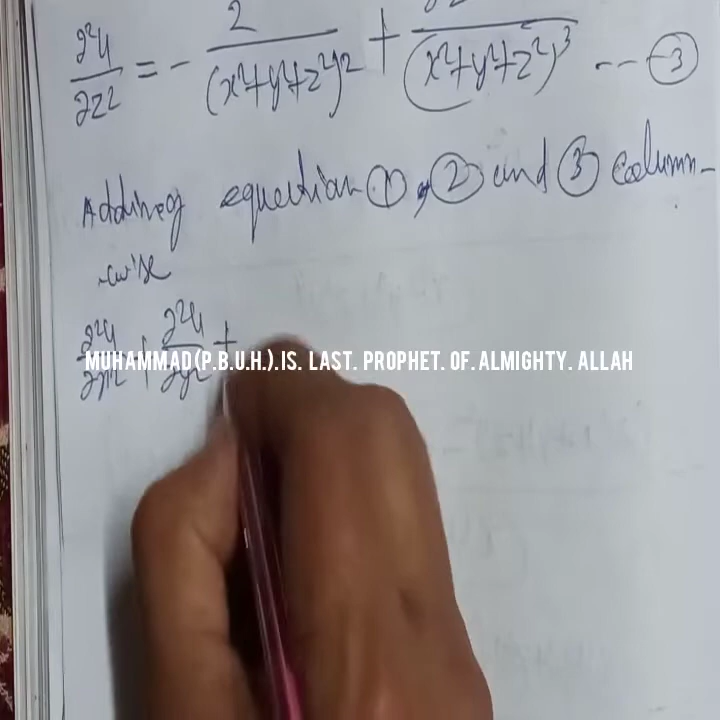 ∂²u/∂z² = - 2/(x²+y²+z²)² + /(x²+y²+z²)³ --- ③
Adding equation ①, ② and ③ column-
wise
∂²u/∂x² + ∂²u/∂y² +
MUHAMMAD(P.B.U.H.).IS. LAST. PROPHET. OF. ALMIGHTY. ALLAH